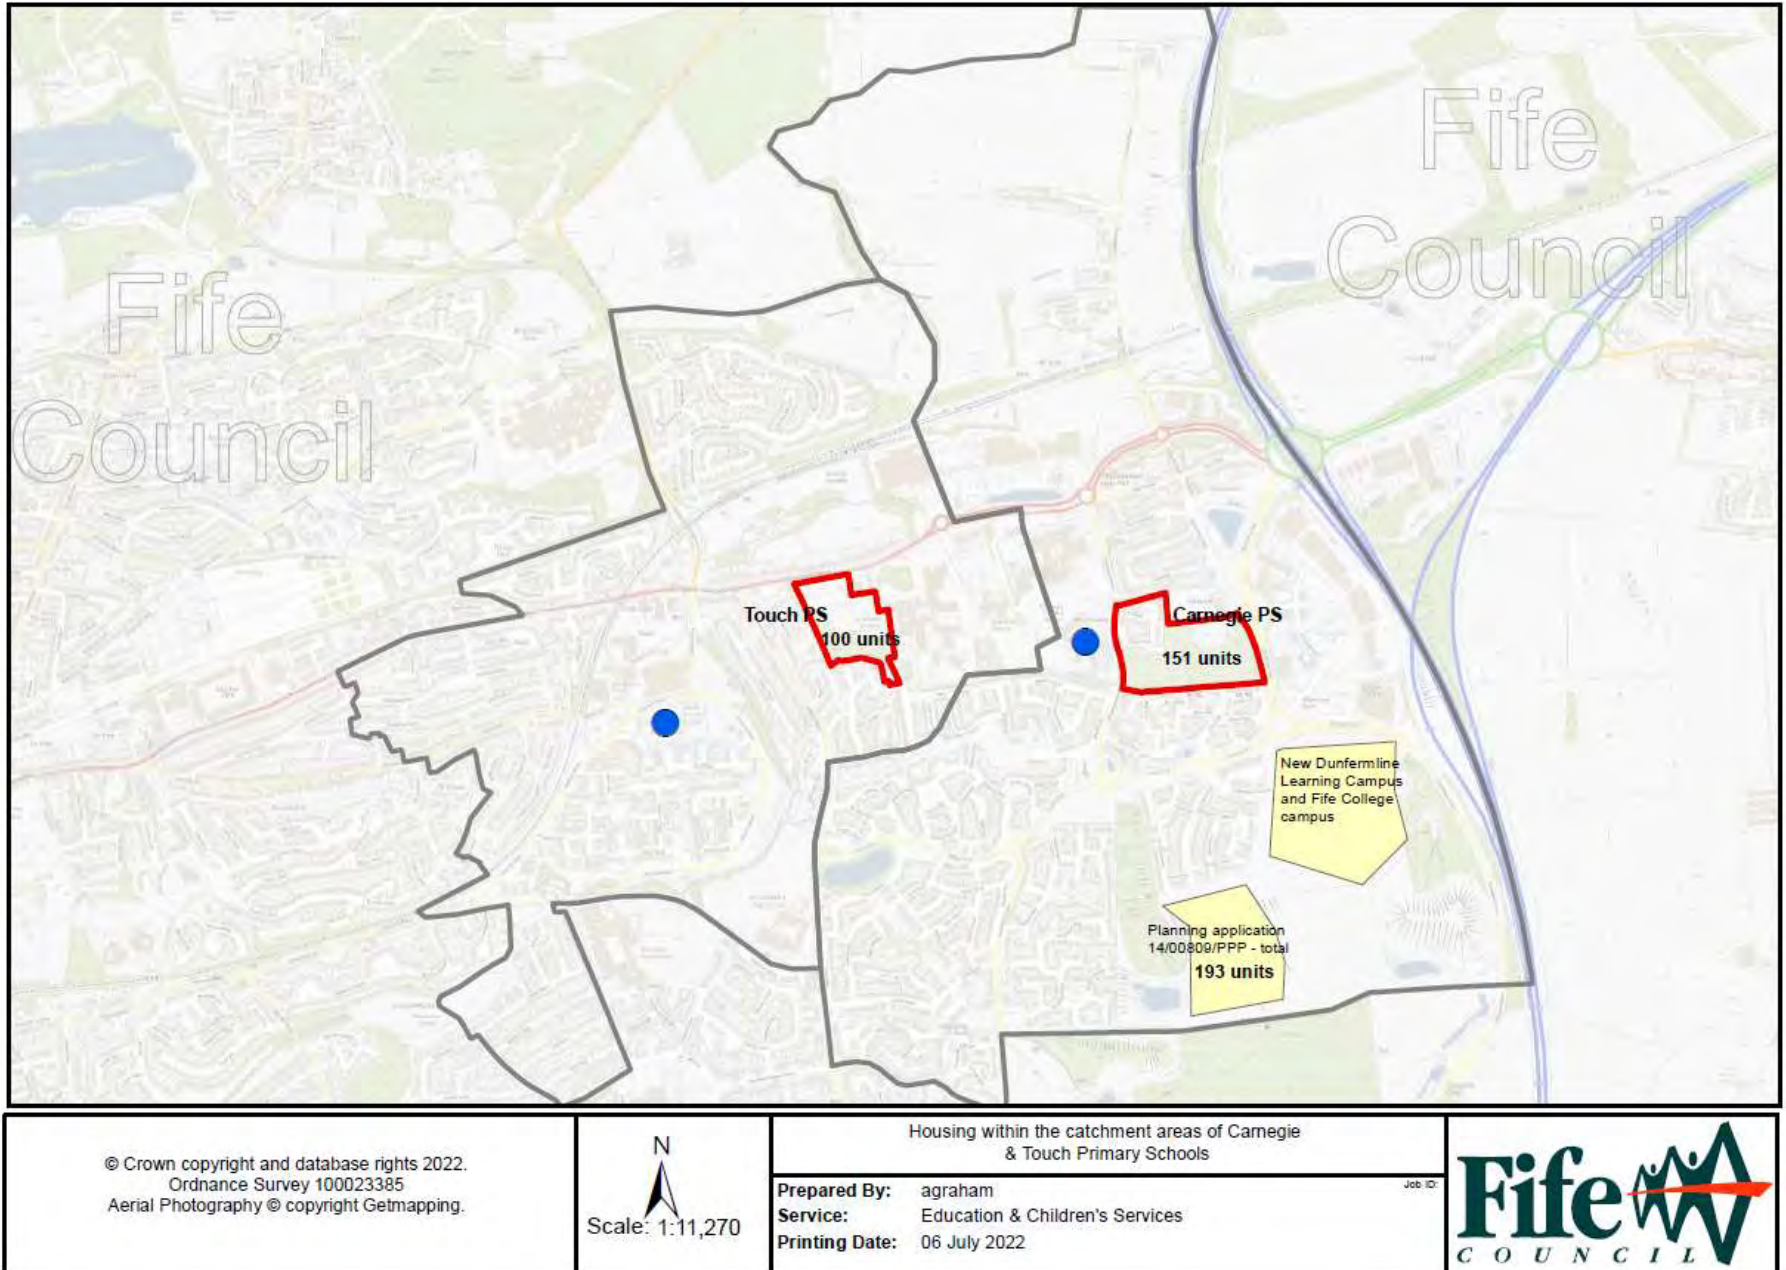 Fife
Council
Fife
Council
Touch PS
100 units
Carnegie PS
151 units
New Dunfermline
Learning Campus
and Fife College
campus
Planning application
14/00809/PPP - total
193 units
© Crown copyright and database rights 2022.
Ordnance Survey 100023385
Aerial Photography © copyright Getmapping.
N
Scale: 1:11,270
Housing within the catchment areas of Carnegie
& Touch Primary Schools
Prepared By: agraham
Job ID:
Service: Education & Children's Services
Printing Date: 06 July 2022
Fife
COUNCIL